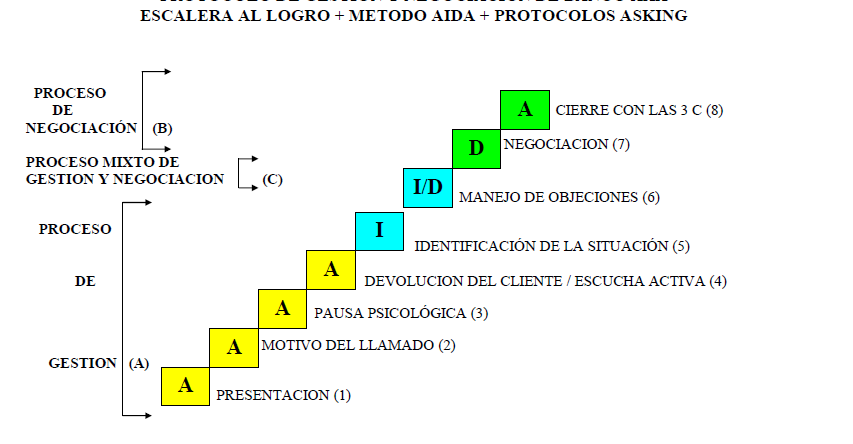 ESCALERA AL LOGRO + METODO AIDA + PROTOCOLOS ASKING
PROCESO
DE
NEGOCIACIÓN (B)
A CIERRE CON LAS 3 C (8)
D NEGOCIACION (7)
PROCESO MIXTO DE
GESTION Y NEGOCIACION (C)
I/D MANEJO DE OBJECIONES (6)
PROCESO
I IDENTIFICACIÓN DE LA SITUACIÓN (5)
DE
A DEVOLUCION DEL CLIENTE / ESCUCHA ACTIVA (4)
A PAUSA PSICOLÓGICA (3)
A MOTIVO DEL LLAMADO (2)
GESTION (A)
A PRESENTACION (1)